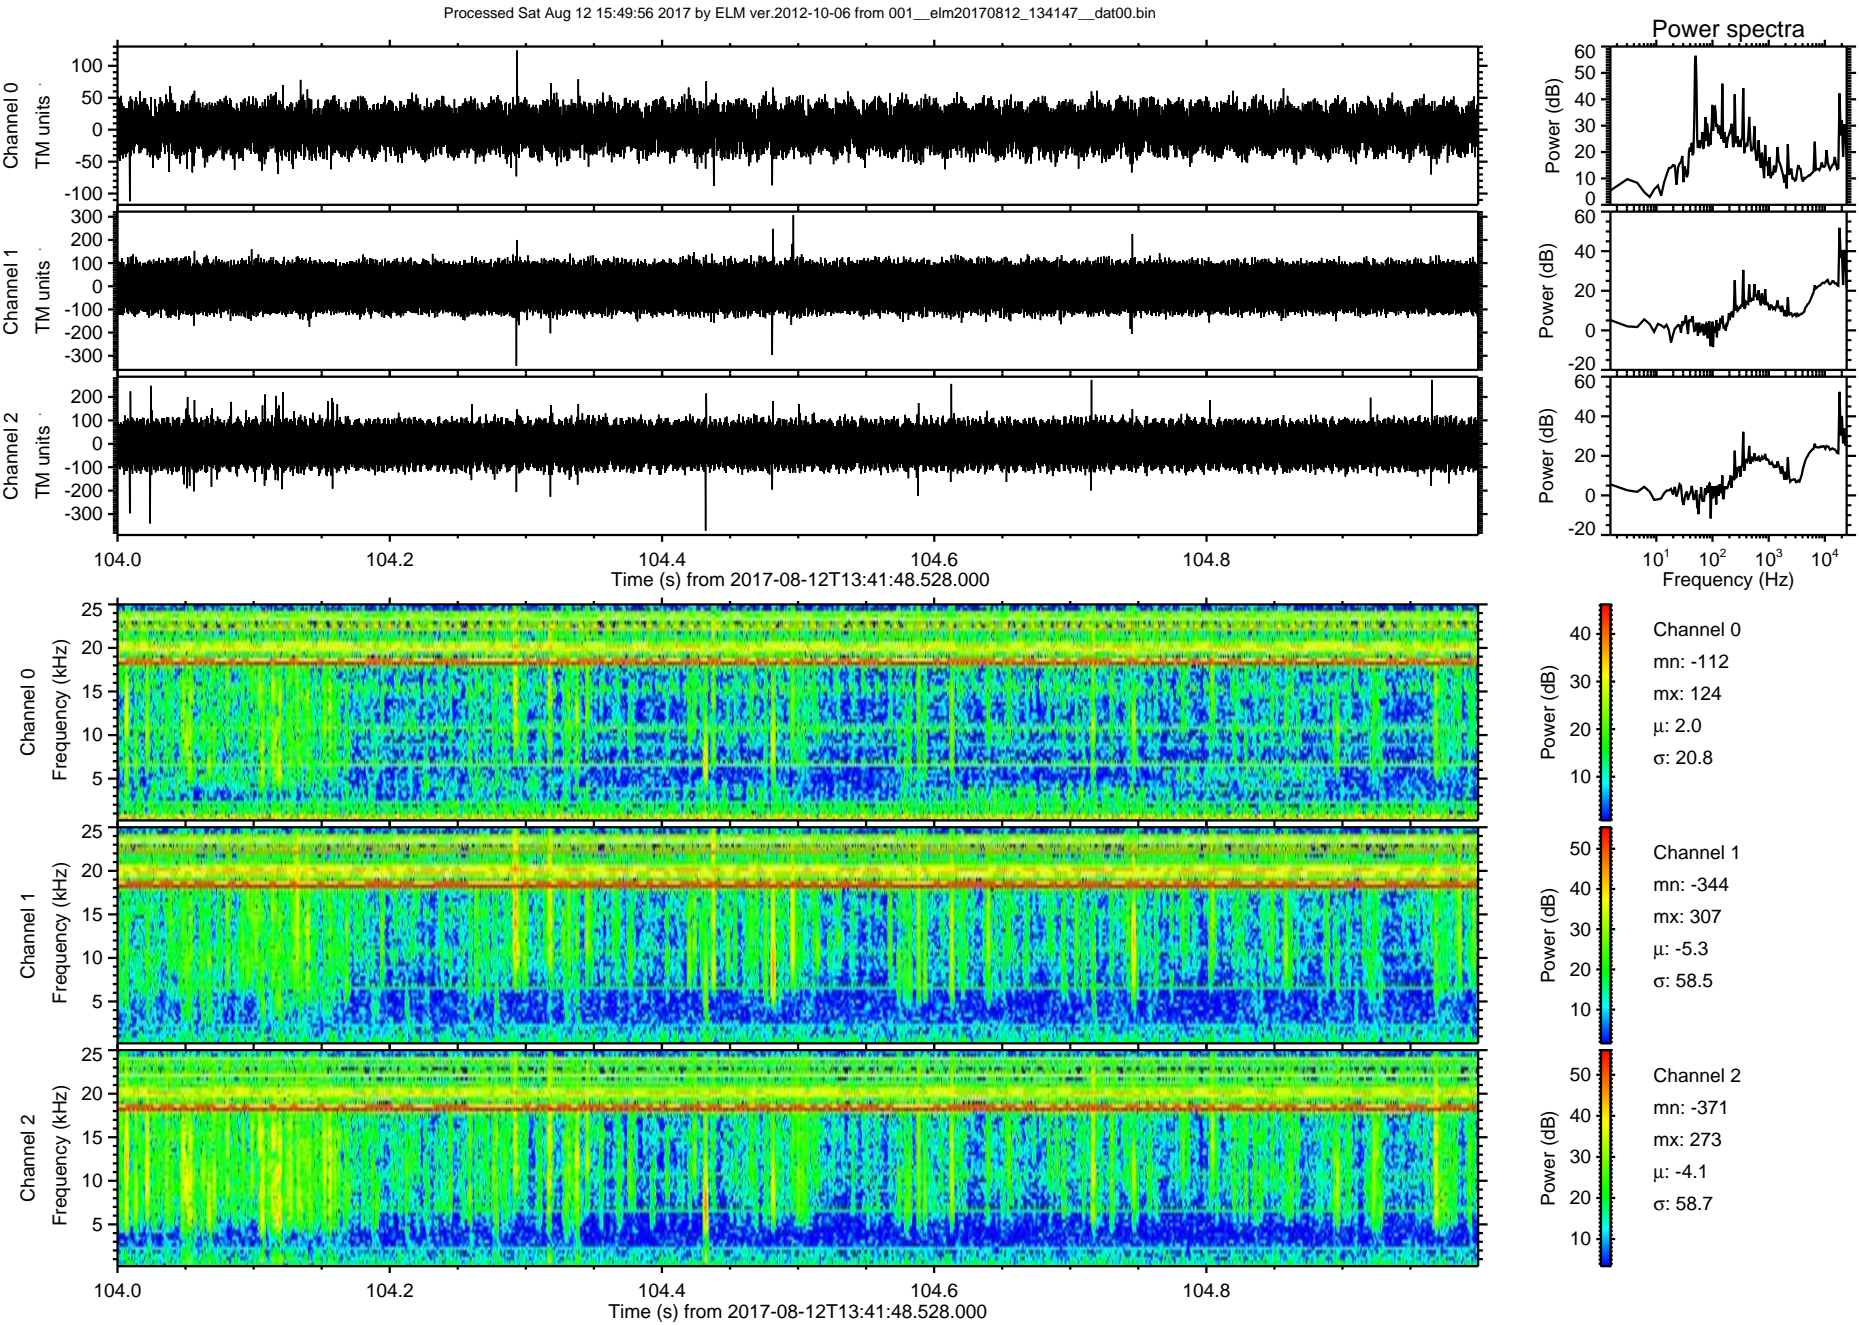 Processed Sat Aug 12 15:49:56 2017 by ELM ver.2012-10-06 from 001__elm20170812_134147__dat00.bin
Power spectra
Channel 0
TM units
100
50
0
-50
-100
Power (dB)
60
50
40
30
20
10
0
Channel 1
TM units
300
200
100
0
-100
-200
-300
Power (dB)
60
40
20
0
-20
Channel 2
TM units
200
100
0
-100
-200
-300
Power (dB)
60
40
20
0
-20
104.0 104.2 104.4 104.6 104.8
Time (s) from 2017-08-12T13:41:48.528.000
10¹ 10² 10³ 10⁴
Frequency (Hz)
Channel 0
Frequency (kHz)
25
20
15
10
5
Power (dB)
40
30
20
10
Channel 0
mn: -112
mx: 124
μ: 2.0
σ: 20.8
Channel 1
Frequency (kHz)
25
20
15
10
5
Power (dB)
50
40
30
20
10
Channel 1
mn: -344
mx: 307
μ: -5.3
σ: 58.5
Channel 2
Frequency (kHz)
25
20
15
10
5
Power (dB)
50
40
30
20
10
Channel 2
mn: -371
mx: 273
μ: -4.1
σ: 58.7
104.0 104.2 104.4 104.6 104.8
Time (s) from 2017-08-12T13:41:48.528.000